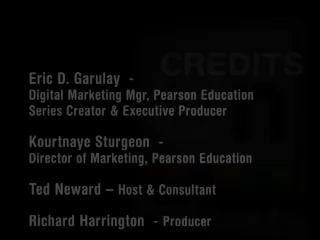 CREDITS
Eric D. Garulay -
Digital Marketing Mgr, Pearson Education
Series Creator & Executive Producer
Kourtnaye Sturgeon -
Director of Marketing, Pearson Education
Ted Neward – Host & Consultant
Richard Harrington - Producer